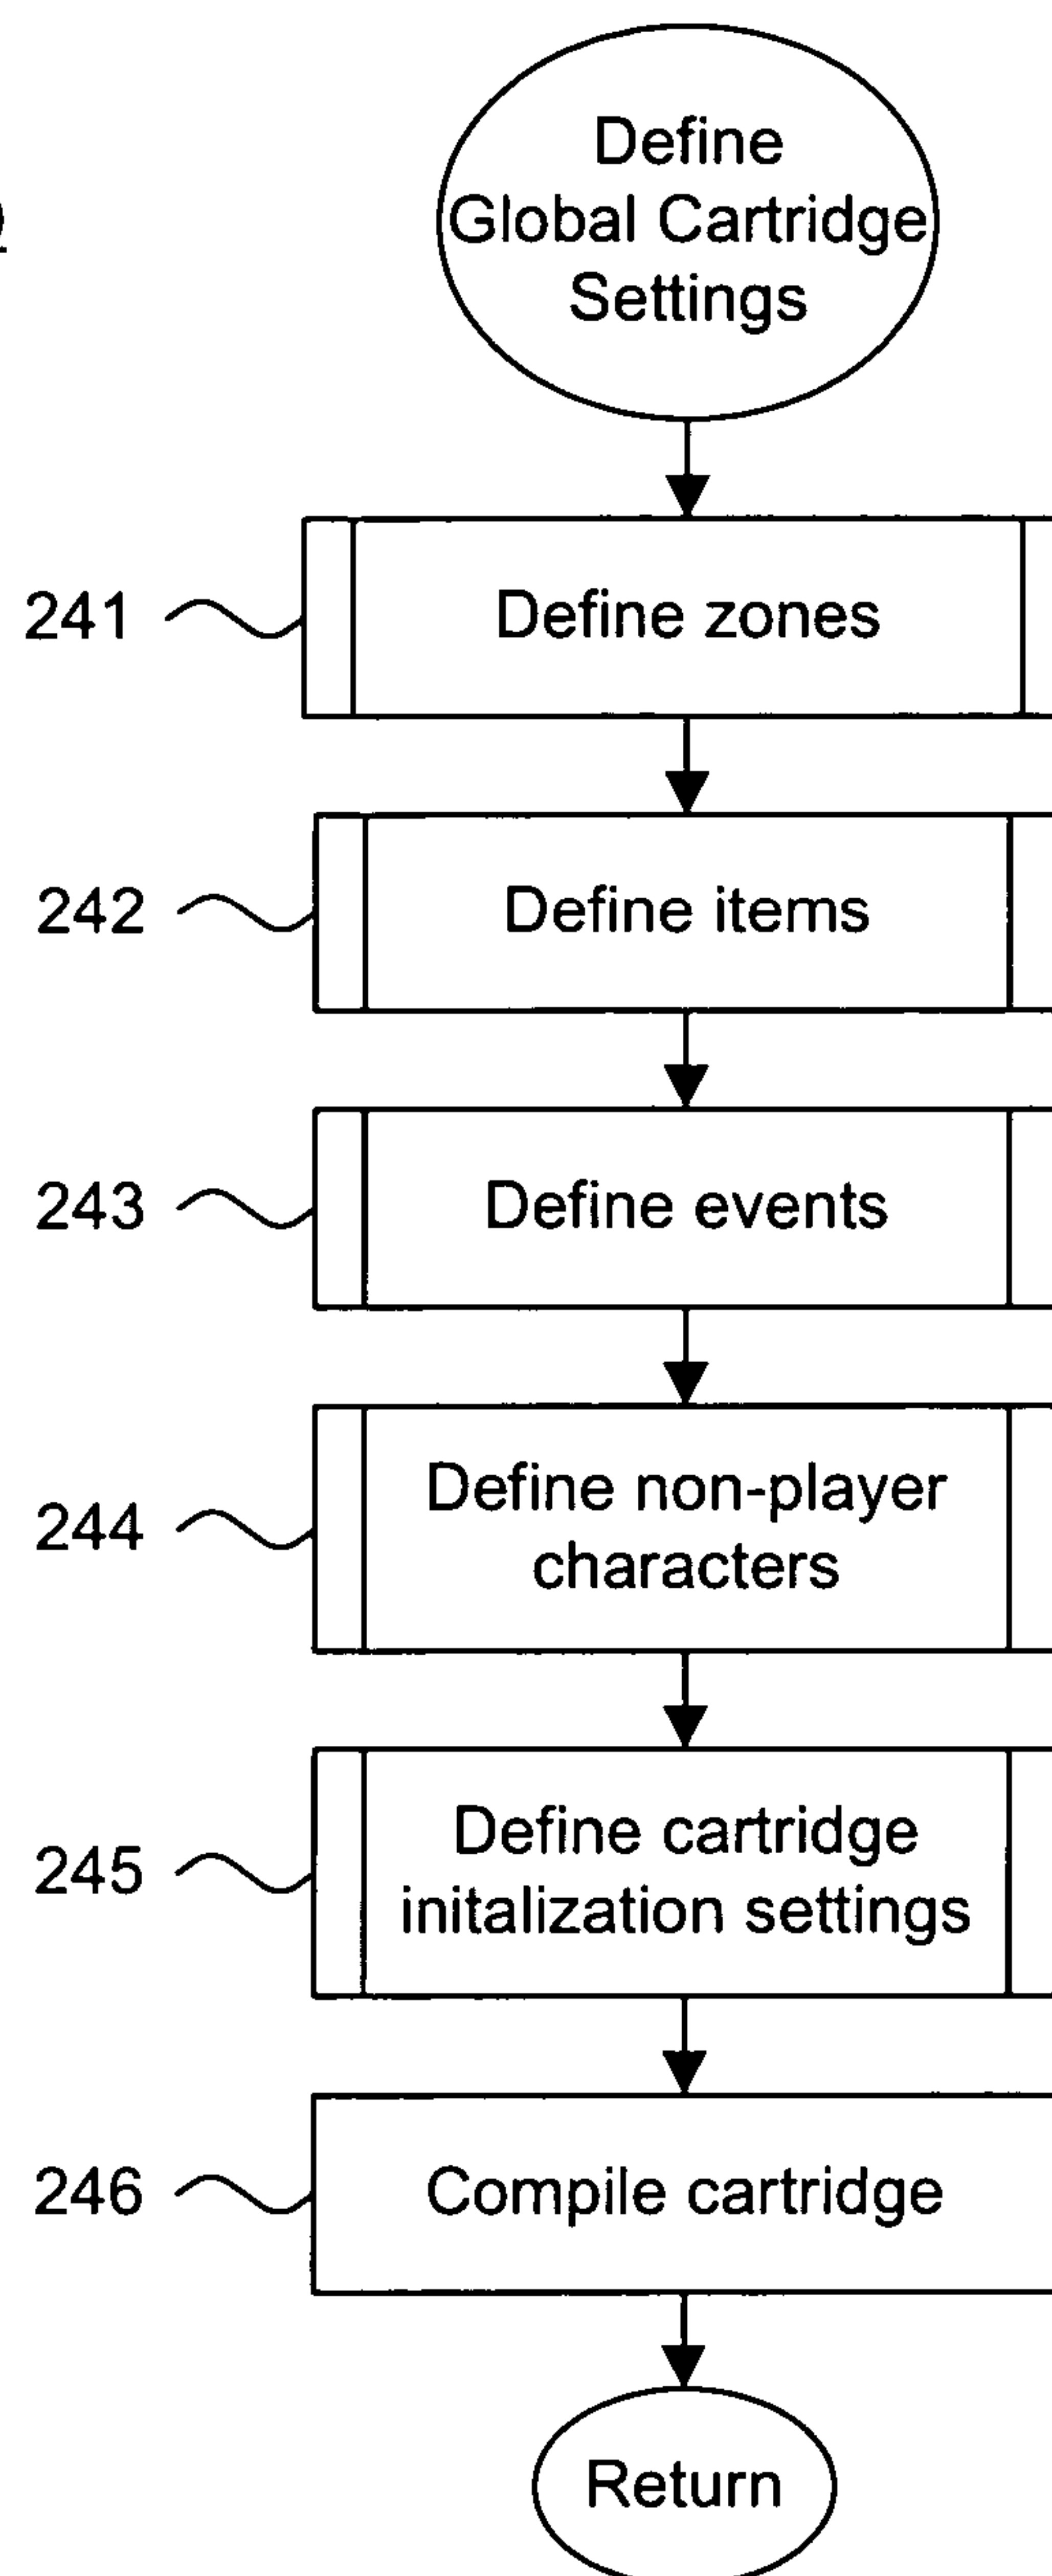 Define
Global Cartridge
Settings
241
Define zones
242
Define items
243
Define events
244
Define non-player
characters
245
Define cartridge
initalization settings
246
Compile cartridge
Return